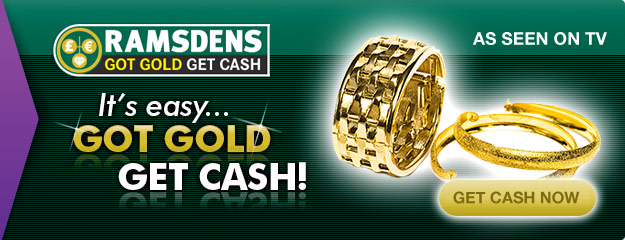 RAMSDENS
GOT GOLD GET CASH
AS SEEN ON TV
It's easy...
GOT GOLD
GET CASH!
GET CASH NOW